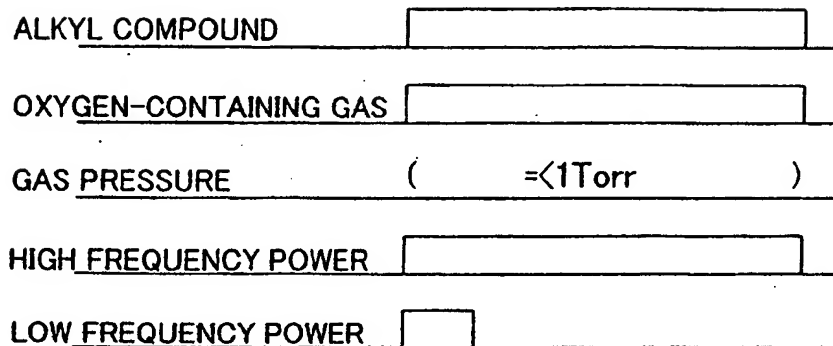 ALKYL COMPOUND
OXYGEN-CONTAINING GAS
GAS PRESSURE ( =<1Torr )
HIGH FREQUENCY POWER
LOW FREQUENCY POWER